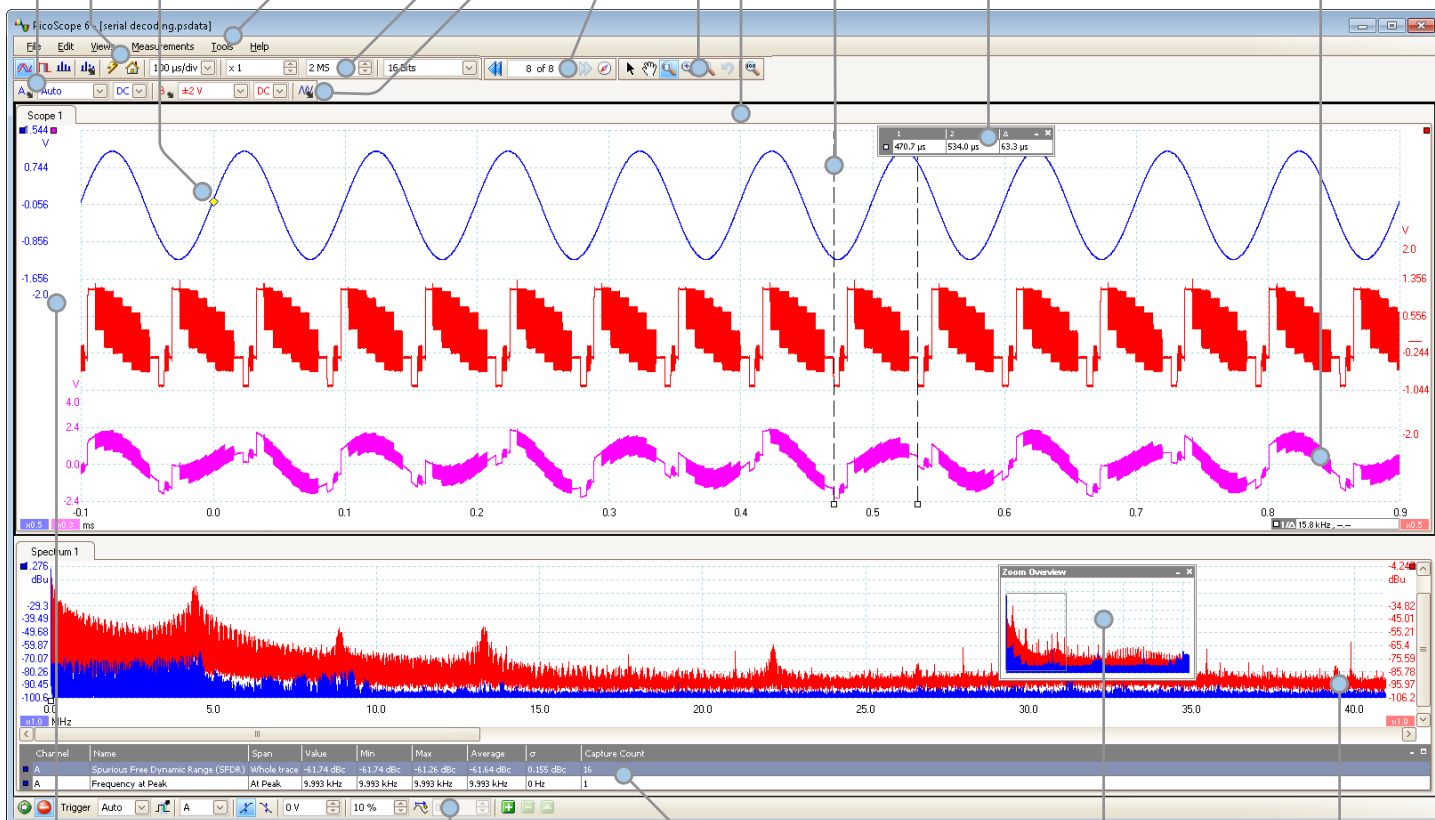 PicoScope 6 - [serial decoding.psdata]
File Edit Views Measurements Tools Help
100 µs/div x 1 2 MS 16 Bits 8 of 8
A Auto DC B ±2 V DC
Scope 1
1 2 Δ
470.7 µs 534.0 µs 63.3 µs
1.544
V
0.744
-0.056
-0.856
-1.656
-2.0
V
2.0
1.356
0.556
-0.244
-1.044
-2.0
V
4.0
2.4
0.0
-2.4
-0.1 0.0 0.1 0.2 0.3 0.4 0.5 0.6 0.7 0.8 0.9
x0.5 x0.3 ms
1/Δ 15.8 kHz , --.--
x0.5
Spectrum 1
1.276
dBu
-29.3
-39.49
-49.68
-59.87
-70.07
-80.26
-90.45
-100.6
Zoom Overview
dBu
-34.82
-45.01
-55.21
-65.4
-75.59
-85.78
-95.97
-106.2
0.0 5.0 10.0 15.0 20.0 25.0 30.0 35.0 40.0
x1.0 MHz
x1.0
Channel Name Span Value Min Max Average σ Capture Count
A Spurious Free Dynamic Range (SFDR) Whole trace -61.74 dBc -61.74 dBc -61.26 dBc -61.64 dBc 0.155 dBc 16
A Frequency at Peak At Peak 9.993 kHz 9.993 kHz 9.993 kHz 9.993 kHz 0 Hz 1
Trigger Auto A 0 V 10 %